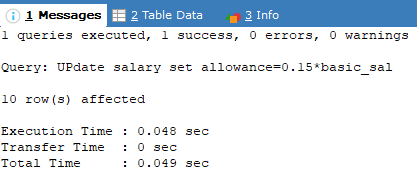 1 Messages 2 Table Data 3 Info
1 queries executed, 1 success, 0 errors, 0 warnings
Query: UPdate salary set allowance=0.15*basic_sal
10 row(s) affected
Execution Time : 0.048 sec
Transfer Time : 0 sec
Total Time : 0.049 sec